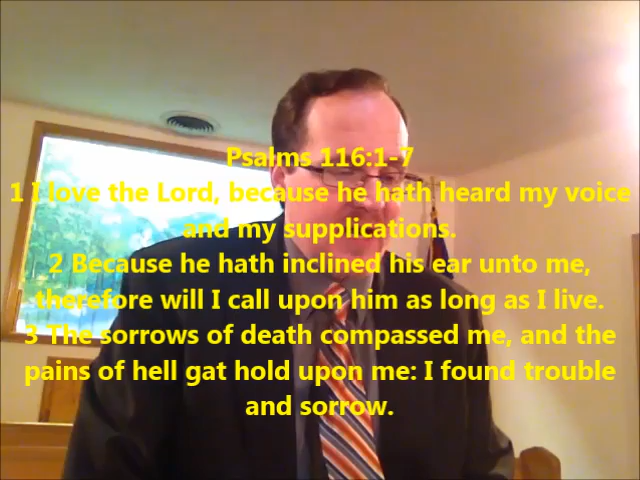 Psalms 116:1-7
1 I love the Lord, because he hath heard my voice
and my supplications.
2 Because he hath inclined his ear unto me,
therefore will I call upon him as long as I live.
3 The sorrows of death compassed me, and the
pains of hell gat hold upon me: I found trouble
and sorrow.